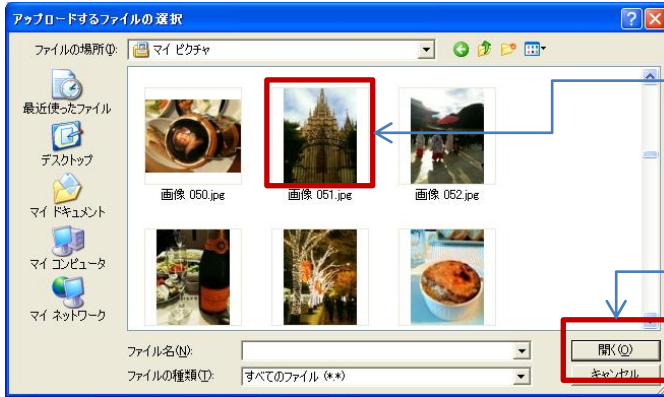 アップロードするファイルの選択
ファイルの場所(I):
マイ ピクチャ
最近使ったファイル
デスクトップ
マイ ドキュメント
マイ コンピュータ
マイ ネットワーク
画像 050.jpg
画像 051.jpg
画像 052.jpg
ファイル名(N):
開く(O)
ファイルの種類(T):
すべてのファイル (*.*)
キャンセル